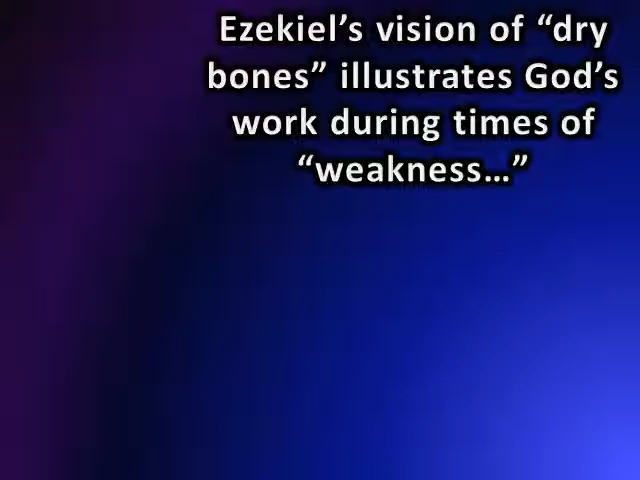 Ezekiel’s vision of “dry
bones” illustrates God’s
work during times of
“weakness…”